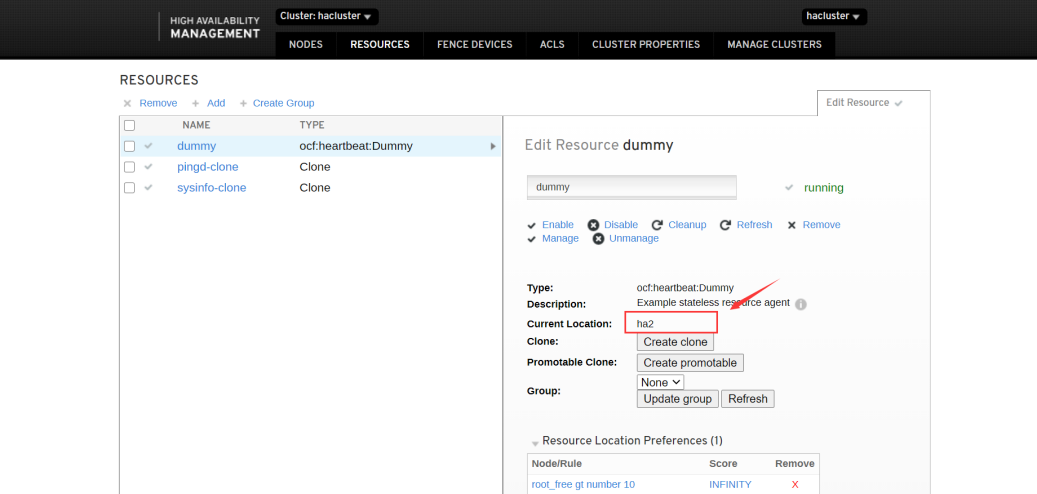 HIGH AVAILABILITY
MANAGEMENT
Cluster: hacluster
hacluster
NODES RESOURCES FENCE DEVICES ACLS CLUSTER PROPERTIES MANAGE CLUSTERS
RESOURCES
Remove Add Create Group
Edit Resource
NAME TYPE
dummy ocf:heartbeat:Dummy
pingd-clone Clone
sysinfo-clone Clone
Edit Resource dummy
dummy
running
Enable Disable Cleanup Refresh Remove
Manage Unmanage
Type: ocf:heartbeat:Dummy
Description: Example stateless resource agent
Current Location: ha2
Clone: Create clone
Promotable Clone: Create promotable
Group: None
Update group Refresh
Resource Location Preferences (1)
Node/Rule Score Remove
root_free gt number 10 INFINITY X